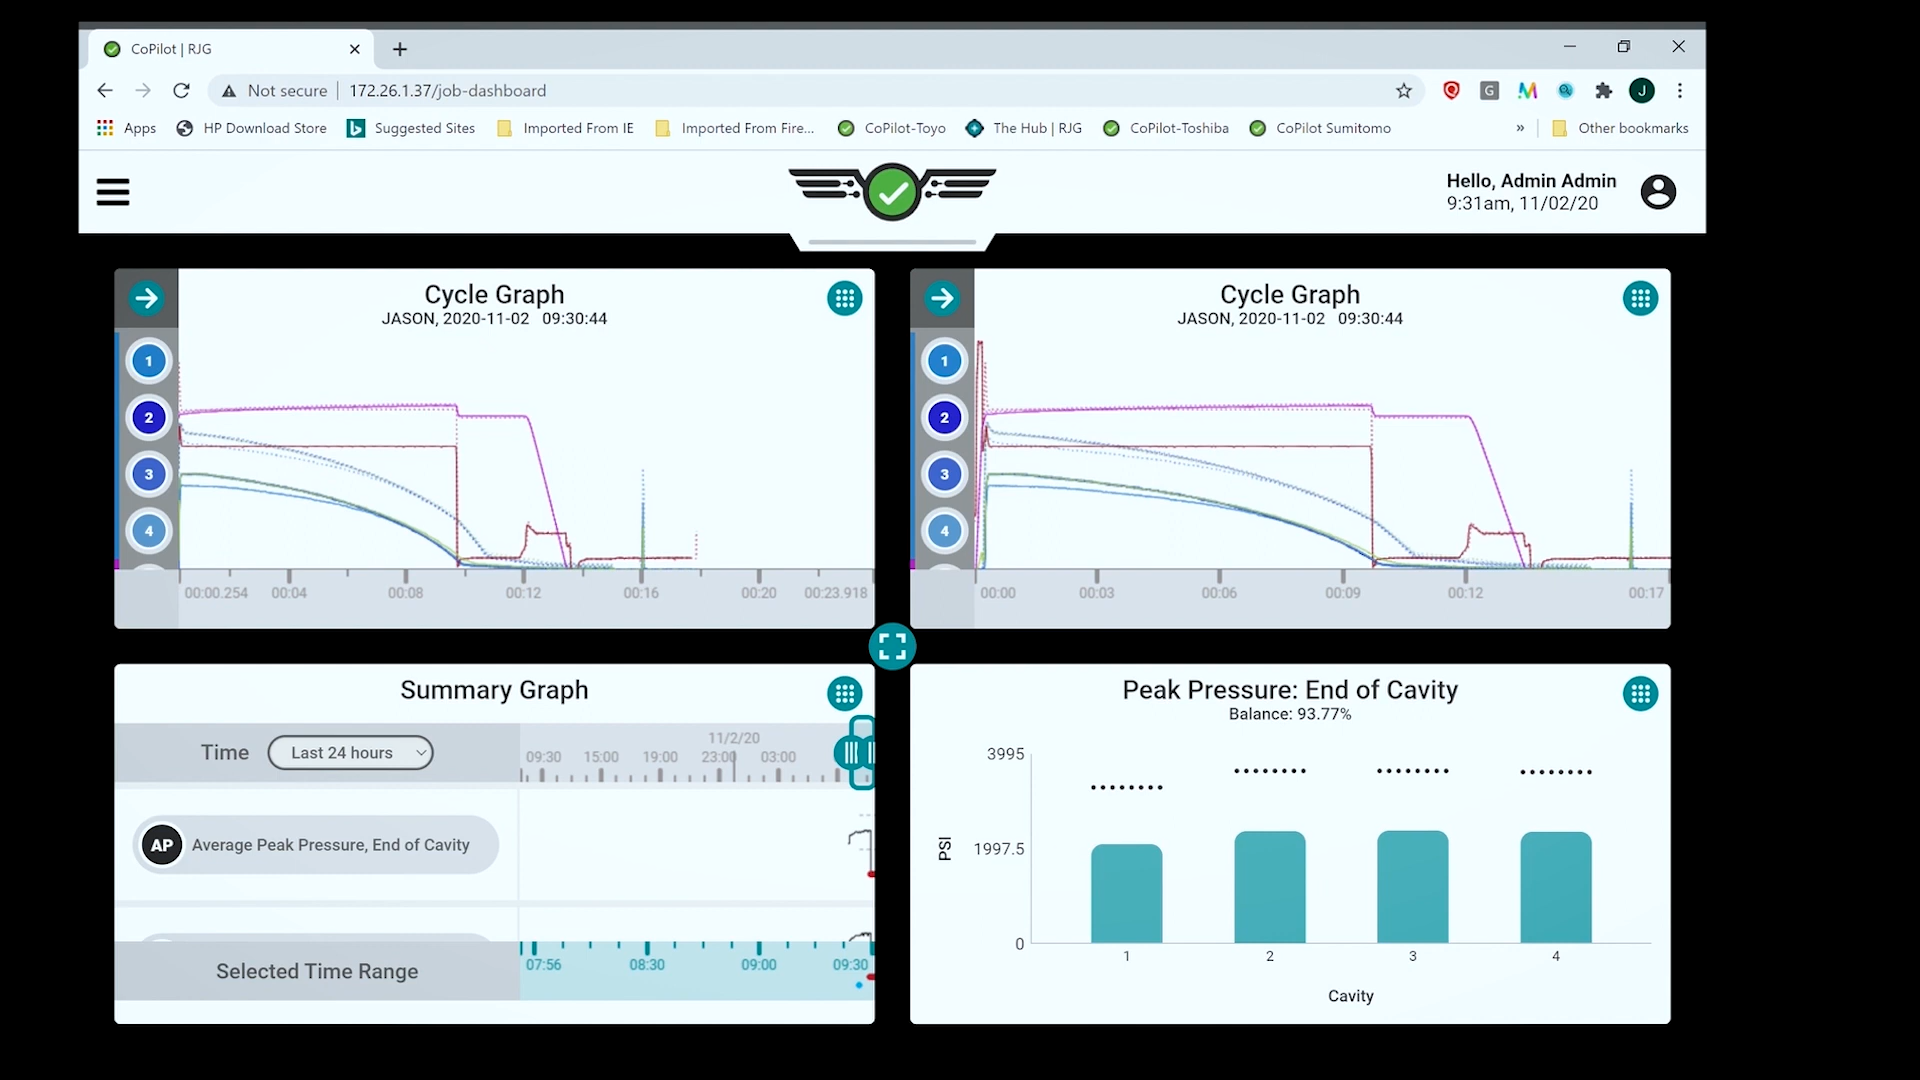 CoPilot | RJG
Not secure | 172.26.1.37/job-dashboard
G
J
Apps HP Download Store Suggested Sites Imported From IE Imported From Fire... CoPilot-Toyo The Hub | RJG CoPilot-Toshiba CoPilot Sumitomo » Other bookmarks
Hello, Admin Admin
9:31am, 11/02/20
Cycle Graph
JASON, 2020-11-02 09:30:44
1
2
3
4
00:00.254 00:04 00:08 00:12 00:16 00:20 00:23.918
Cycle Graph
JASON, 2020-11-02 09:30:44
1
2
3
4
00:00 00:03 00:06 00:09 00:12 00:17
Summary Graph
Time Last 24 hours
11/2/20
09:30 15:00 19:00 23:00 03:00
AP Average Peak Pressure, End of Cavity
Selected Time Range
07:56 08:30 09:00 09:30
Peak Pressure: End of Cavity
Balance: 93.77%
3995
1997.5
0
PSI
1 2 3 4
Cavity